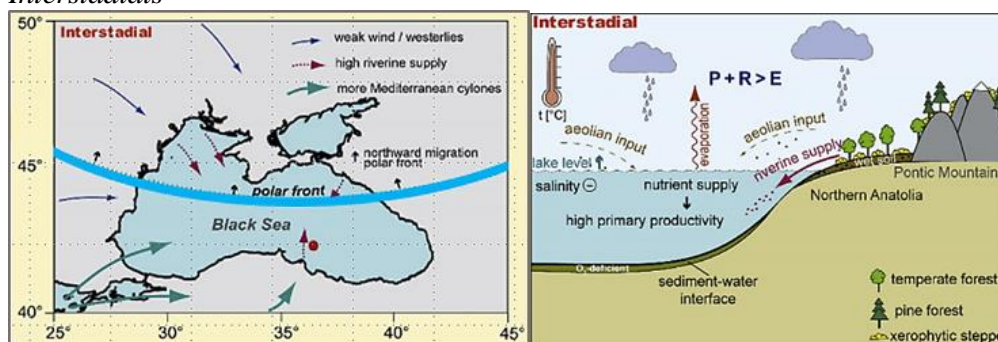 Interstadials
50°
Interstadial
weak wind / westerlies
high riverine supply
more Mediterranean cylones
45°
northward migration
polar front
polar front
Black Sea
40°
25°
30°
35°
40°
45°
Interstadial
t [°C]
P + R > E
aeolian input
evaporation
aeolian input
riverine supply
lake level
wet soil
Pontic Mountain
salinity
nutrient supply
Northern Anatolia
high primary productivity
O₂-deficient
sediment-water
interface
temperate forest
pine forest
xerophytic steppe